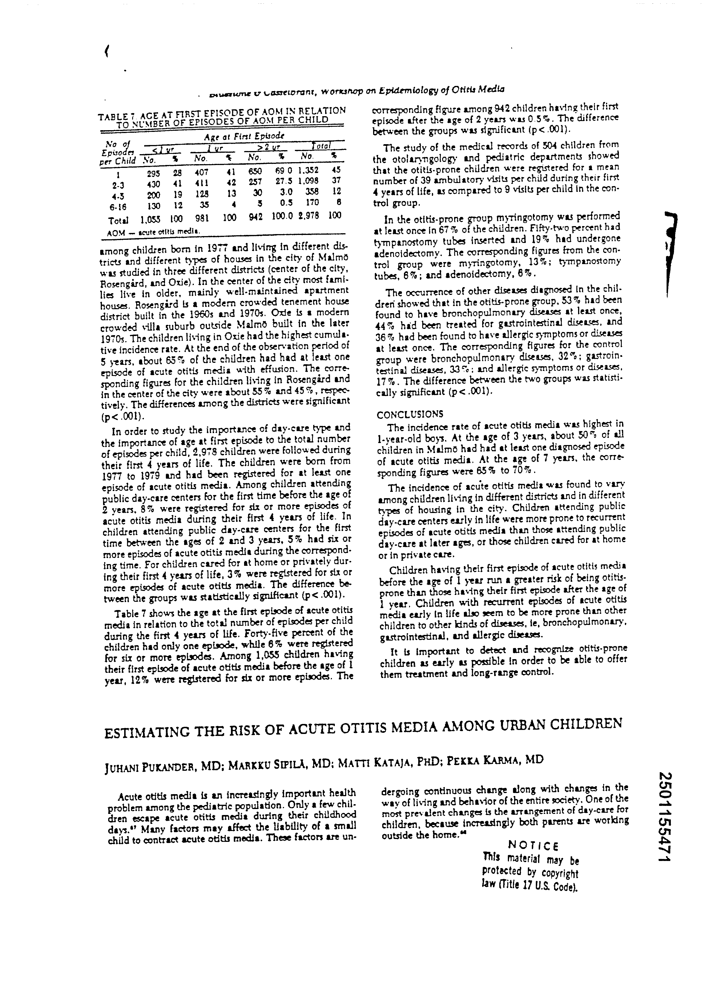 Bluestone & Casselbrant, Workshop on Epidemiology of Otitis Media
TABLE 7. AGE AT FIRST EPISODE OF AOM IN RELATION
TO NUMBER OF EPISODES OF AOM PER CHILD
Age at First Episode
No. of
Episodes <1 yr 1 yr >2 yr Total
per Child No. % No. % No. % No. %
1 295 28 407 41 650 69.0 1,352 45
2-3 430 41 411 42 257 27.5 1,098 37
4-5 200 19 128 13 30 3.0 358 12
6-16 130 12 35 4 5 0.5 170 6
Total 1,055 100 981 100 942 100.0 2,978 100
AOM — acute otitis media.
among children born in 1977 and living in different dis-
tricts and different types of houses in the city of Malmö
was studied in three different districts (center of the city,
Rosengård, and Oxie). In the center of the city most fami-
lies live in older, mainly well-maintained apartment
houses. Rosengård is a modern crowded tenement house
district built in the 1960s and 1970s. Oxie is a modern
crowded villa suburb outside Malmö built in the later
1970s. The children living in Oxie had the highest cumula-
tive incidence rate. At the end of the observation period of
5 years, about 65% of the children had had at least one
episode of acute otitis media with effusion. The corre-
sponding figures for the children living in Rosengård and
in the center of the city were about 55% and 45%, respec-
tively. The differences among the districts were significant
(p<.001).
In order to study the importance of day-care type and
the importance of age at first episode to the total number
of episodes per child, 2,978 children were followed during
their first 4 years of life. The children were born from
1977 to 1979 and had been registered for at least one
episode of acute otitis media. Among children attending
public day-care centers for the first time before the age of
2 years, 8% were registered for six or more episodes of
acute otitis media during their first 4 years of life. In
children attending public day-care centers for the first
time between the ages of 2 and 3 years, 5% had six or
more episodes of acute otitis media during the correspond-
ing time. For children cared for at home or privately dur-
ing their first 4 years of life, 3% were registered for six or
more episodes of acute otitis media. The difference be-
tween the groups was statistically significant (p<.001).
Table 7 shows the age at the first episode of acute otitis
media in relation to the total number of episodes per child
during the first 4 years of life. Forty-five percent of the
children had only one episode, while 6% were registered
for six or more episodes. Among 1,055 children having
their first episode of acute otitis media before the age of 1
year, 12% were registered for six or more episodes. The
corresponding figure among 942 children having their first
episode after the age of 2 years was 0.5%. The difference
between the groups was significant (p<.001).
The study of the medical records of 504 children from
the otolaryngology and pediatric departments showed
that the otitis-prone children were registered for a mean
number of 39 ambulatory visits per child during their first
4 years of life, as compared to 9 visits per child in the con-
trol group.
In the otitis-prone group myringotomy was performed
at least once in 67% of the children. Fifty-two percent had
tympanostomy tubes inserted and 19% had undergone
adenoidectomy. The corresponding figures from the con-
trol group were myringotomy, 13%; tympanostomy
tubes, 6%; and adenoidectomy, 6%.
The occurrence of other diseases diagnosed in the chil-
dren showed that in the otitis-prone group, 53% had been
found to have bronchopulmonary diseases at least once,
44% had been treated for gastrointestinal diseases, and
36% had been found to have allergic symptoms or diseases
at least once. The corresponding figures for the control
group were bronchopulmonary diseases, 32%; gastroin-
testinal diseases, 33%; and allergic symptoms or diseases,
17%. The difference between the two groups was statisti-
cally significant (p<.001).
CONCLUSIONS
The incidence rate of acute otitis media was highest in
1-year-old boys. At the age of 3 years, about 50% of all
children in Malmö had had at least one diagnosed episode
of acute otitis media. At the age of 7 years, the corre-
sponding figures were 65% to 70%.
The incidence of acute otitis media was found to vary
among children living in different districts and in different
types of housing in the city. Children attending public
day-care centers early in life were more prone to recurrent
episodes of acute otitis media than those attending public
day-care at later ages, or those children cared for at home
or in private care.
Children having their first episode of acute otitis media
before the age of 1 year run a greater risk of being otitis-
prone than those having their first episode after the age of
1 year. Children with recurrent episodes of acute otitis
media early in life also seem to be more prone than other
children to other kinds of diseases, ie, bronchopulmonary,
gastrointestinal, and allergic diseases.
It is important to detect and recognize otitis-prone
children as early as possible in order to be able to offer
them treatment and long-range control.
ESTIMATING THE RISK OF ACUTE OTITIS MEDIA AMONG URBAN CHILDREN
JUHANI PUKANDER, MD; MARKKU SIPILÄ, MD; MATTI KATAJA, PHD; PEKKA KARMA, MD
Acute otitis media is an increasingly important health
problem among the pediatric population. Only a few chil-
dren escape acute otitis media during their childhood
days.⁶⁷ Many factors may affect the liability of a small
child to contract acute otitis media. These factors are un-
dergoing continuous change along with changes in the
way of living and behavior of the entire society. One of the
most prevalent changes is the arrangement of day-care for
children, because increasingly both parents are working
outside the home.
NOTICE
This material may be
protected by copyright
law (Title 17 U.S. Code).
2501155471